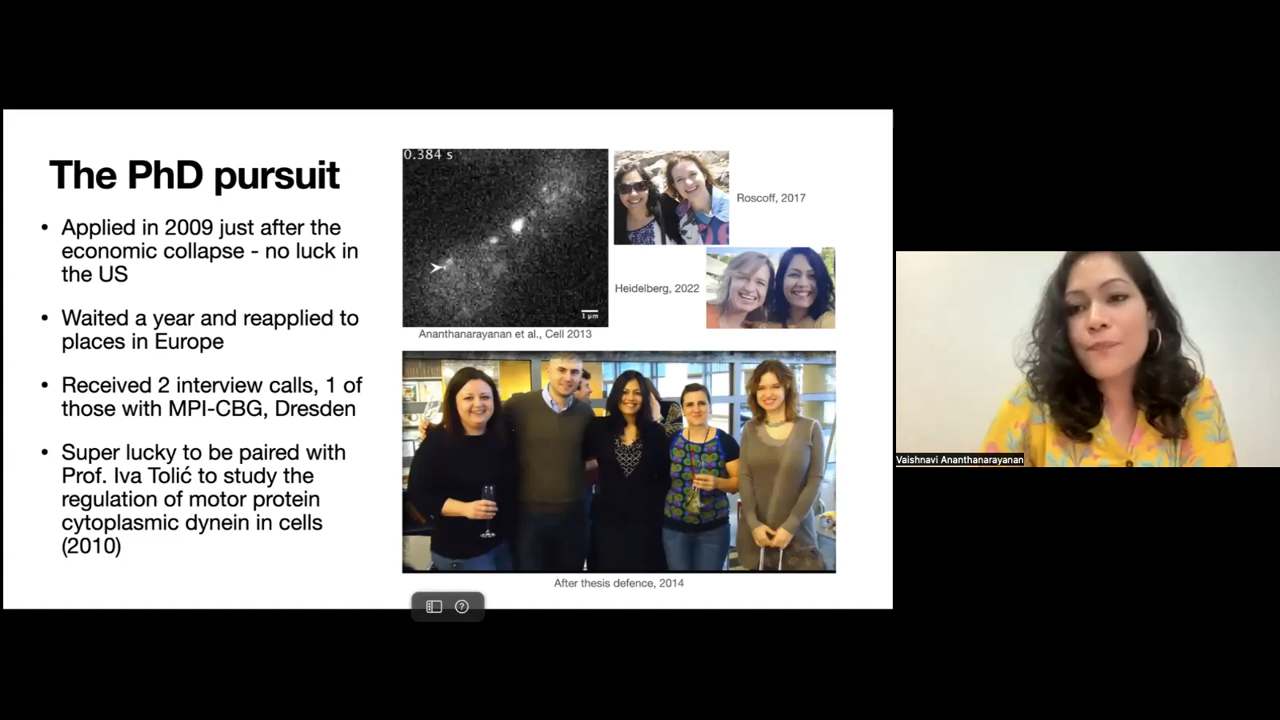 The PhD pursuit
• Applied in 2009 just after the
economic collapse - no luck in
the US
• Waited a year and reapplied to
places in Europe
• Received 2 interview calls, 1 of
those with MPI-CBG, Dresden
• Super lucky to be paired with
Prof. Iva Tolić to study the
regulation of motor protein
cytoplasmic dynein in cells
(2010)
0.384 s
1 µm
Ananthanarayanan et al., Cell 2013
Roscoff, 2017
Heidelberg, 2022
After thesis defence, 2014
Vaishnavi Ananthanarayanan